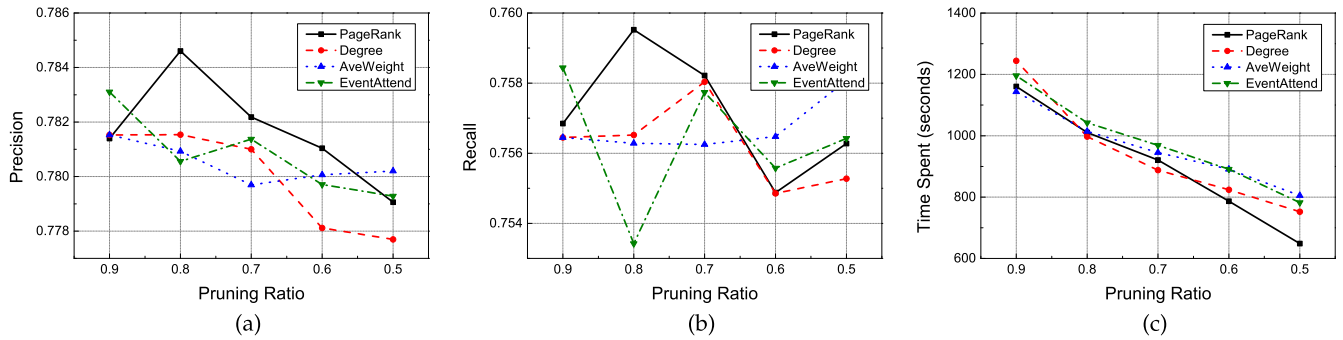 0.786
0.784
0.782
0.780
0.778
Precision
PageRank
Degree
AveWeight
EventAttend
0.9 0.8 0.7 0.6 0.5
Pruning Ratio
(a)
0.760
0.758
0.756
0.754
Recall
PageRank
Degree
AveWeight
EventAttend
0.9 0.8 0.7 0.6 0.5
Pruning Ratio
(b)
1400
1200
1000
800
600
Time Spent (seconds)
PageRank
Degree
AveWeight
EventAttend
0.9 0.8 0.7 0.6 0.5
Pruning Ratio
(c)